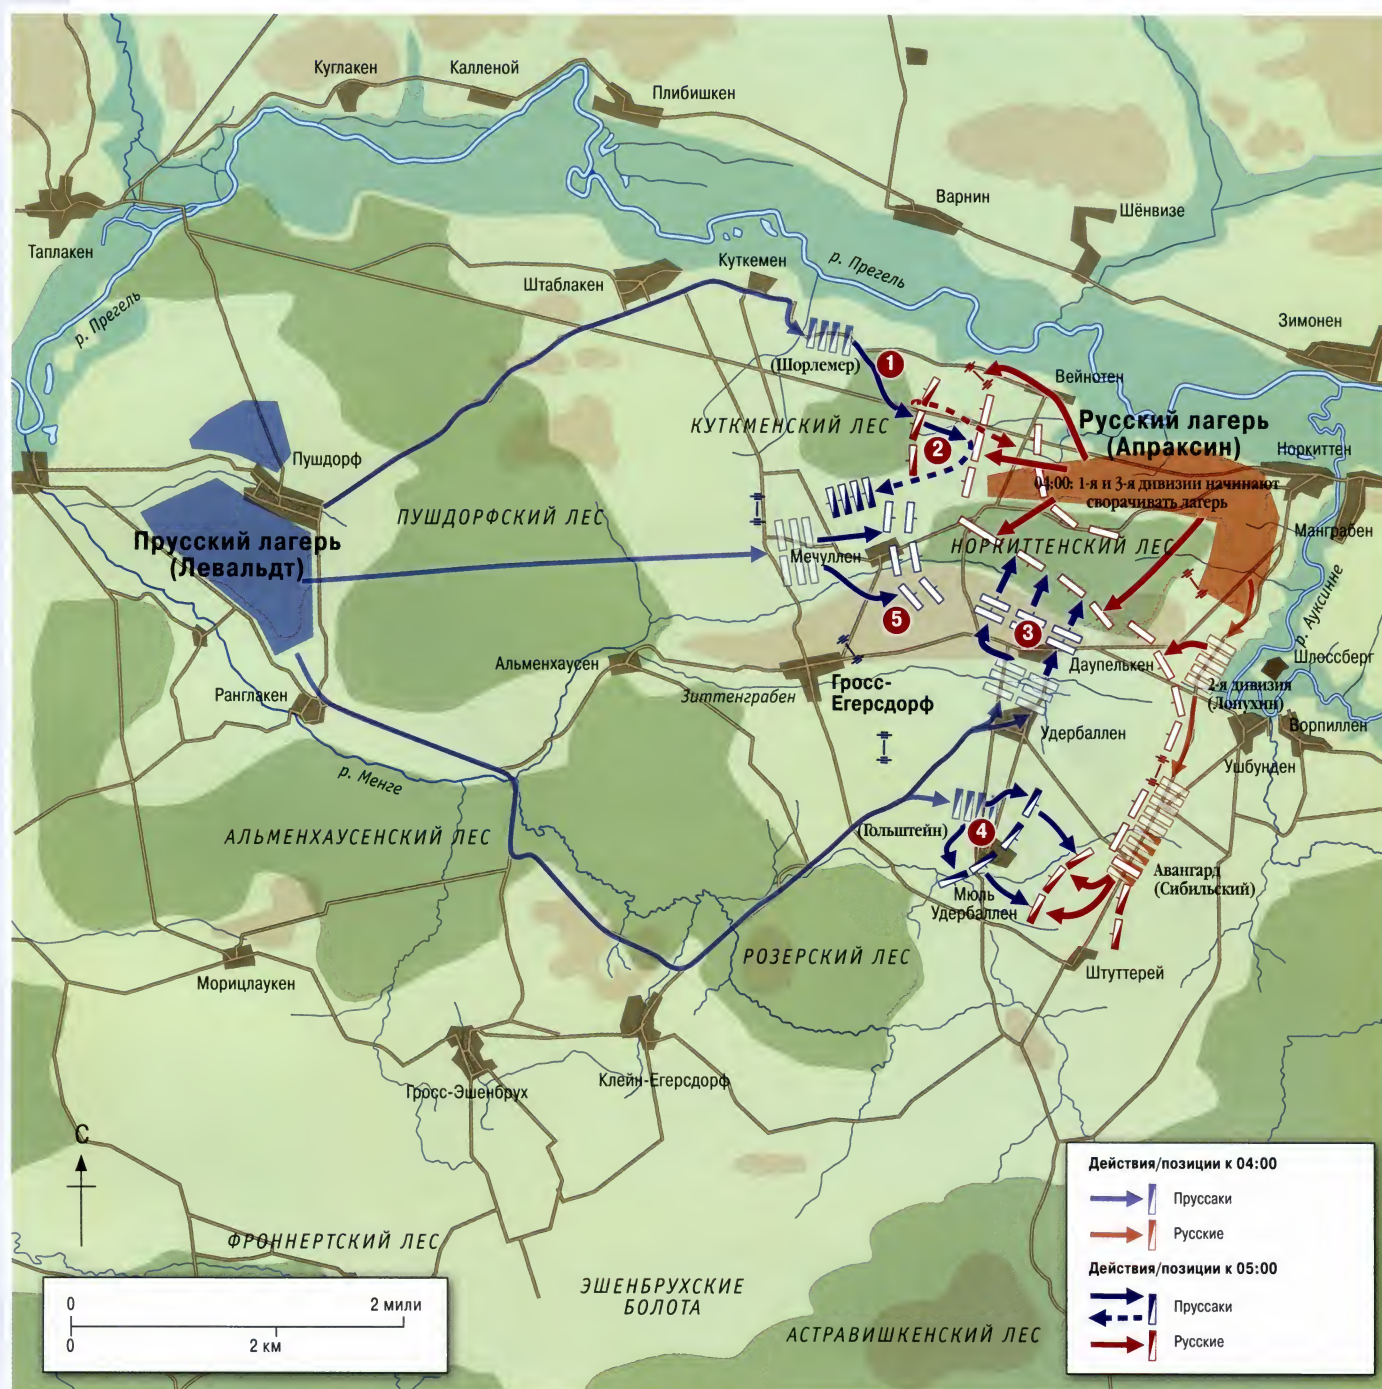 Куглакен
Калленой
Плибишкен
Варнин
Шёнвизе
Таплакен
р. Прегель
Штаблакен
Куткемен
р. Прегель
Зимонен
(Шорлемер)
1
Вейнотен
КУТКМЕНСКИЙ ЛЕС
2
Русский лагерь
(Апраксин)
Норкиттен
Пушдорф
04:00: 1-я и 3-я дивизии начинают
сворачивать лагерь
ПУШДОРФСКИЙ ЛЕС
Прусский лагерь
(Левальдт)
Мечуллен
НОРКИТТЕНСКИЙ ЛЕС
Манграбен
р. Ауксинне
5
3
Альменхаусен
Зиттенграбен
Гросс-
Егерсдорф
Даупелькен
Шлоссберг
2-я дивизия
(Лопухин)
Ранглакен
Удербаллен
Ворпиллен
Ушбунден
р. Менге
АЛЬМЕНХАУСЕНСКИЙ ЛЕС
(Гольштейн)
4
Авангард
(Сибильский)
Мюль
Удербаллен
РОЗЕРСКИЙ ЛЕС
Штуттерей
Морицлаукен
Гросс-Эшенбрух
Клейн-Егерсдорф
С
ФРОННЕРТСКИЙ ЛЕС
ЭШЕНБРУХСКИЕ
БОЛОТА
АСТРАВИШКЕНСКИЙ ЛЕС
0
2 мили
0
2 км
Действия/позиции к 04:00
Пруссаки
Русские
Действия/позиции к 05:00
Пруссаки
Русские